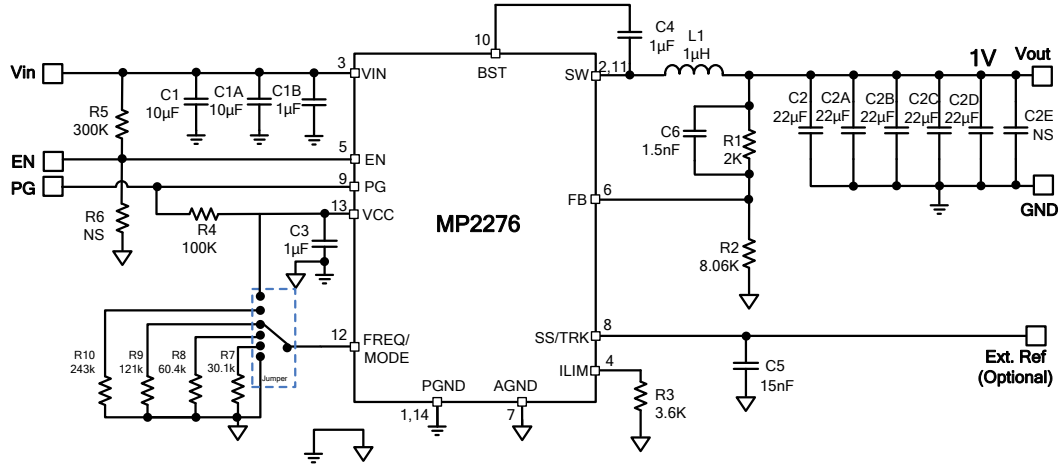 C4
1µF
L1
1µH
10
BST
3
VIN
Vin
SW
2,11
1V
Vout
C1
10µF
C1A
10µF
C1B
1µF
R5
300K
C6
1.5nF
R1
2K
C2
22µF
C2A
22µF
C2B
22µF
C2C
22µF
C2D
22µF
C2E
NS
EN
5
EN
PG
9
PG
FB
6
GND
13
VCC
MP2276
R6
NS
R4
100K
C3
1µF
R2
8.06K
12
FREQ/
MODE
SS/TRK
8
Ext. Ref
(Optional)
R10
243k
R9
121k
R8
60.4k
R7
30.1k
Jumper
ILIM
4
C5
15nF
R3
3.6K
PGND
AGND
1,14
7